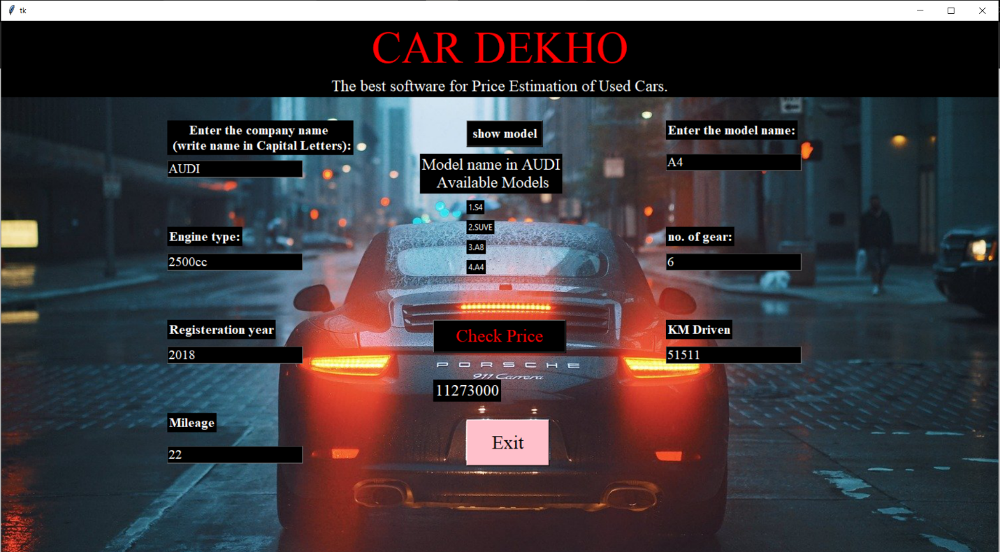 tk
CAR DEKHO
The best software for Price Estimation of Used Cars.
Enter the company name
(write name in Capital Letters):
AUDI
show model
Model name in AUDI
Available Models
1.S4
2.SUVE
3.A8
4.A4
Enter the model name:
A4
Engine type:
2500cc
no. of gear:
6
Registeration year
2018
Check Price
KM Driven
51511
PORSCHE
911 Carrera
11273000
Mileage
22
Exit